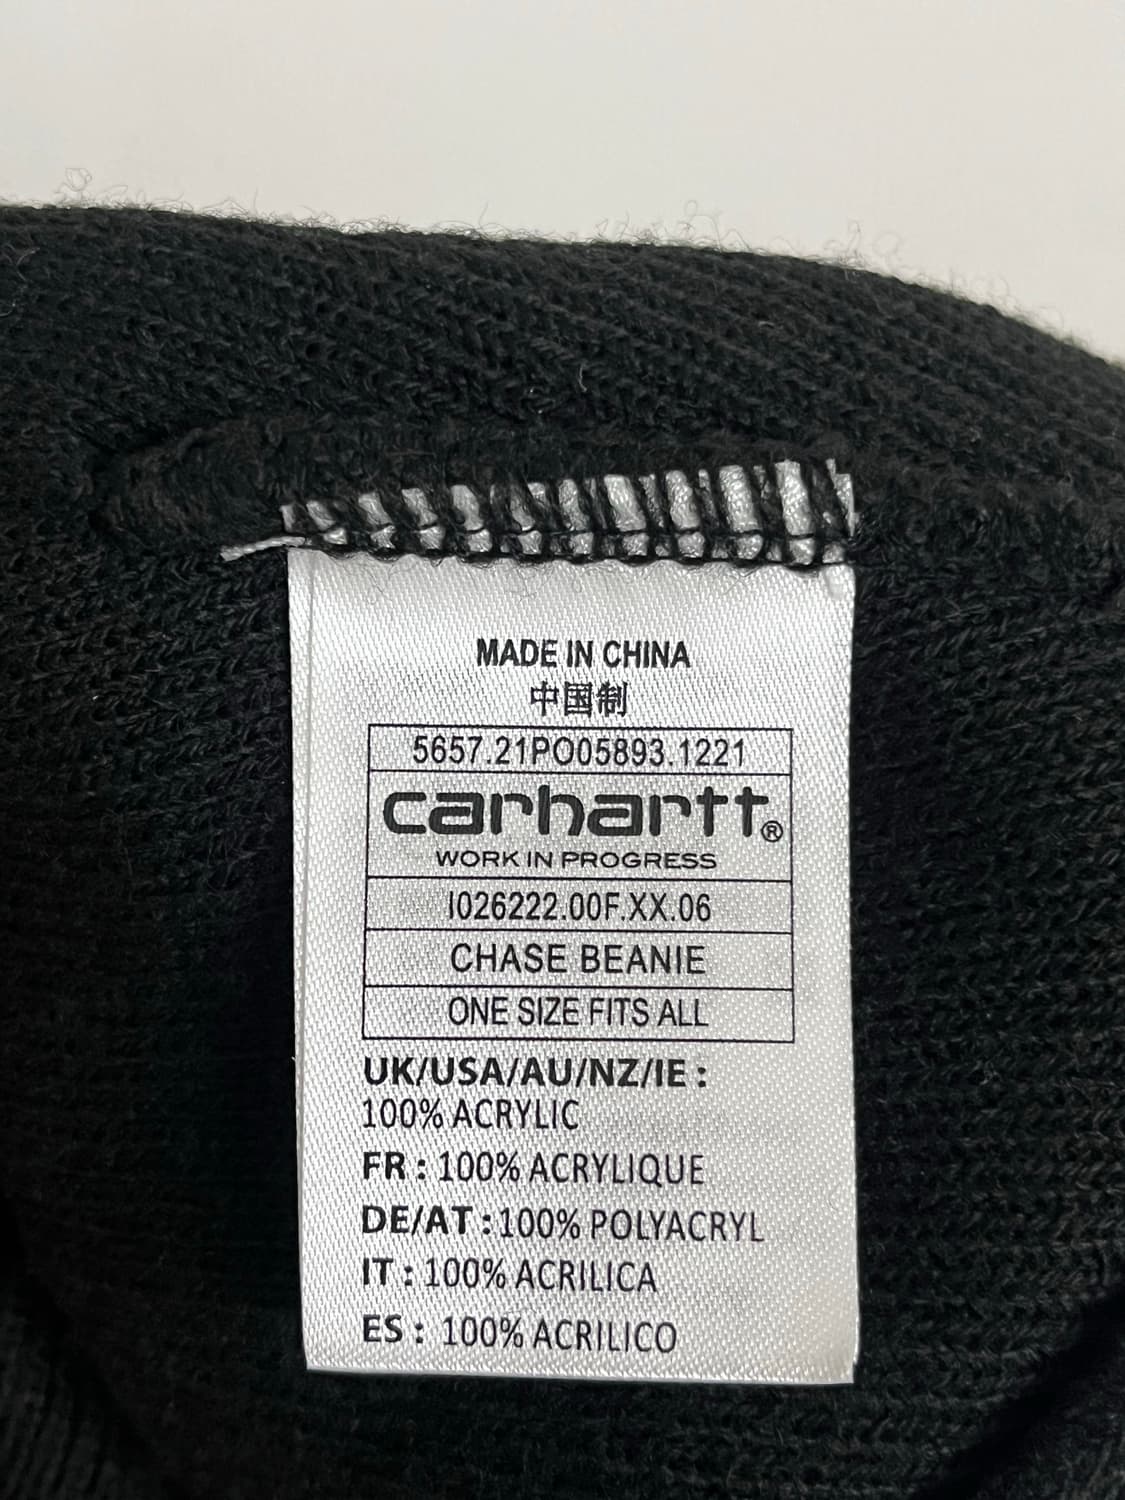 MADE IN CHINA
中国制
5657.21PO05893.1221
carhartt®
WORK IN PROGRESS
I026222.00F.XX.06
CHASE BEANIE
ONE SIZE FITS ALL
UK/USA/AU/NZ/IE :
100% ACRYLIC
FR : 100% ACRYLIQUE
DE/AT : 100% POLYACRYL
IT : 100% ACRILICA
ES : 100% ACRILICO